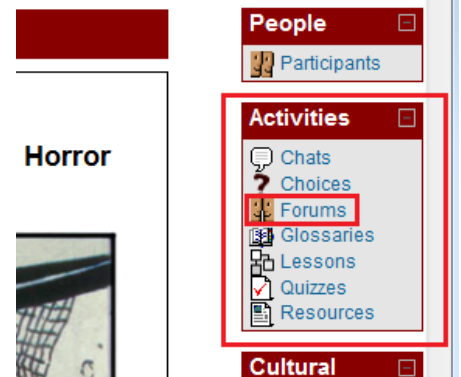 People
Participants
Activities
Horror
Chats
Choices
Forums
Glossaries
Lessons
Quizzes
Resources
Cultural